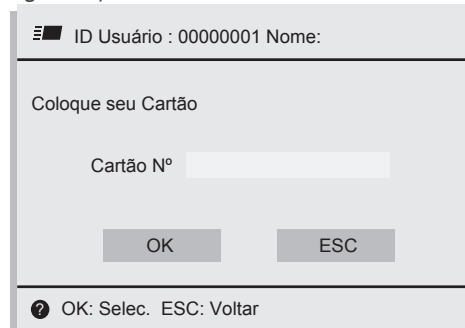 ID Usuário : 00000001 Nome:
Coloque seu Cartão
Cartão Nº
OK ESC
? OK: Selec. ESC: Voltar